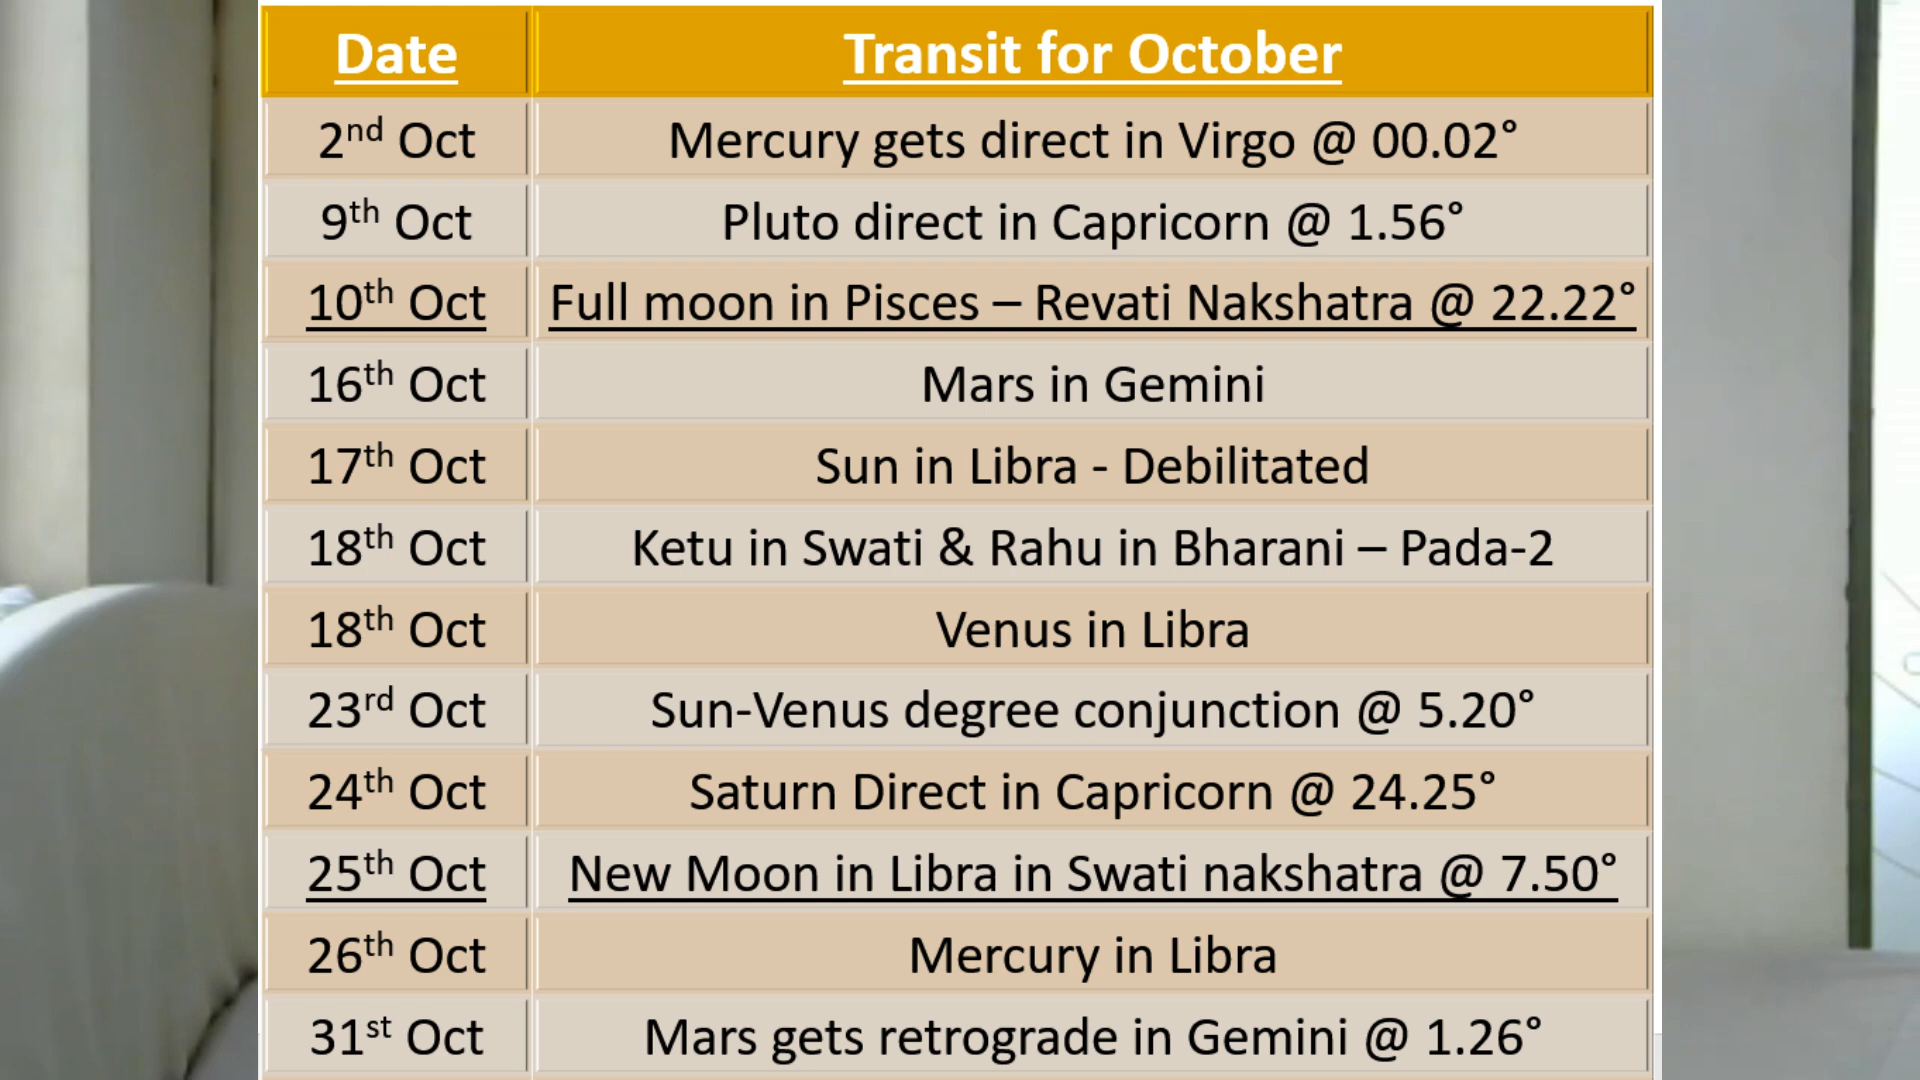 Date Transit for October
2nd Oct Mercury gets direct in Virgo @ 00.02°
9th Oct Pluto direct in Capricorn @ 1.56°
10th Oct Full moon in Pisces – Revati Nakshatra @ 22.22°
16th Oct Mars in Gemini
17th Oct Sun in Libra - Debilitated
18th Oct Ketu in Swati & Rahu in Bharani – Pada-2
18th Oct Venus in Libra
23rd Oct Sun-Venus degree conjunction @ 5.20°
24th Oct Saturn Direct in Capricorn @ 24.25°
25th Oct New Moon in Libra in Swati nakshatra @ 7.50°
26th Oct Mercury in Libra
31st Oct Mars gets retrograde in Gemini @ 1.26°